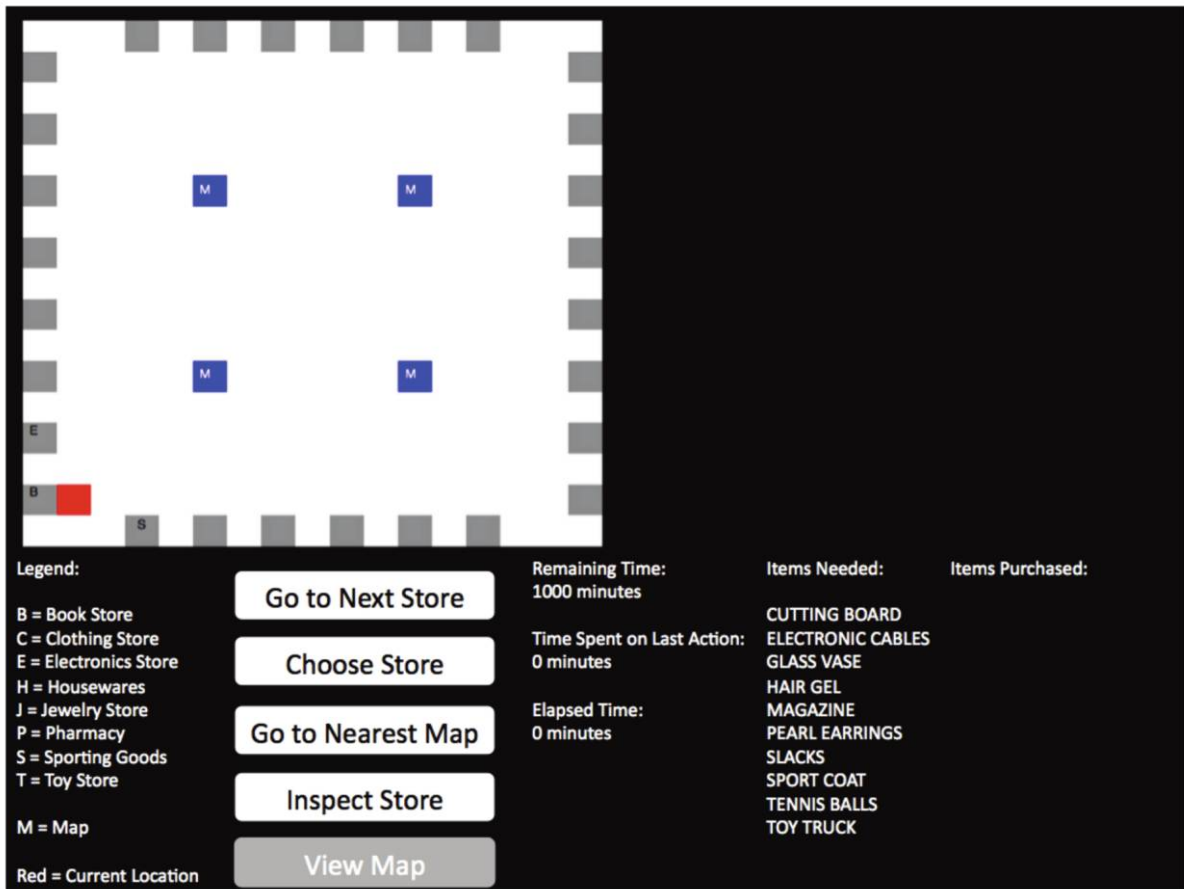 M M
M M
E
B
S
Legend:
B = Book Store
C = Clothing Store
E = Electronics Store
H = Housewares
J = Jewelry Store
P = Pharmacy
S = Sporting Goods
T = Toy Store
M = Map
Red = Current Location
Go to Next Store
Choose Store
Go to Nearest Map
Inspect Store
View Map
Remaining Time:
1000 minutes
Time Spent on Last Action:
0 minutes
Elapsed Time:
0 minutes
Items Needed:
CUTTING BOARD
ELECTRONIC CABLES
GLASS VASE
HAIR GEL
MAGAZINE
PEARL EARRINGS
SLACKS
SPORT COAT
TENNIS BALLS
TOY TRUCK
Items Purchased: